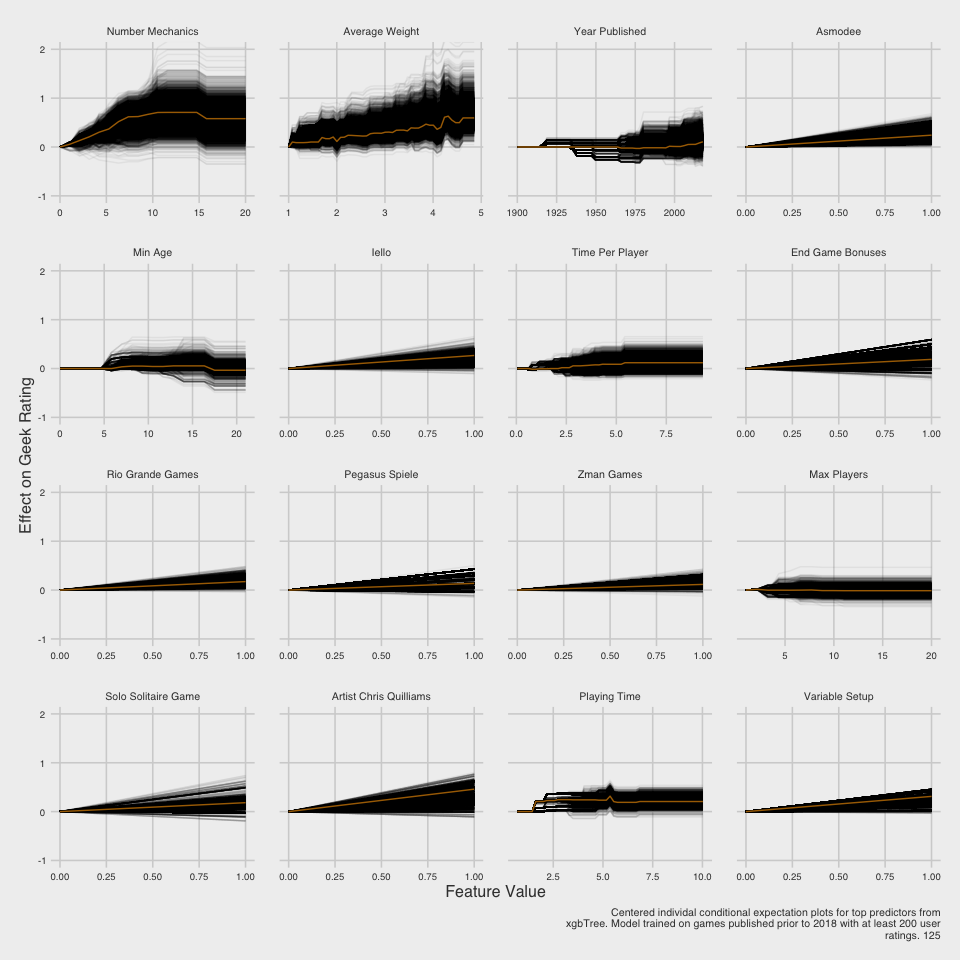 Number Mechanics
Average Weight
Year Published
Asmodee
2
1
0
-1
0 5 10 15 20
1 2 3 4 5
1900 1925 1950 1975 2000
0.00 0.25 0.50 0.75 1.00
Min Age
Iello
Time Per Player
End Game Bonuses
2
1
0
-1
0 5 10 15 20
0.00 0.25 0.50 0.75 1.00
0.0 2.5 5.0 7.5
0.00 0.25 0.50 0.75 1.00
Effect on Geek Rating
Rio Grande Games
Pegasus Spiele
Zman Games
Max Players
2
1
0
-1
0.00 0.25 0.50 0.75 1.00
0.00 0.25 0.50 0.75 1.00
0.00 0.25 0.50 0.75 1.00
5 10 15 20
Solo Solitaire Game
Artist Chris Quilliams
Playing Time
Variable Setup
2
1
0
-1
0.00 0.25 0.50 0.75 1.00
0.00 0.25 0.50 0.75 1.00
2.5 5.0 7.5 10.0
0.00 0.25 0.50 0.75 1.00
Feature Value
Centered individal conditional expectation plots for top predictors from
xgbTree. Model trained on games published prior to 2018 with at least 200 user
ratings. 125